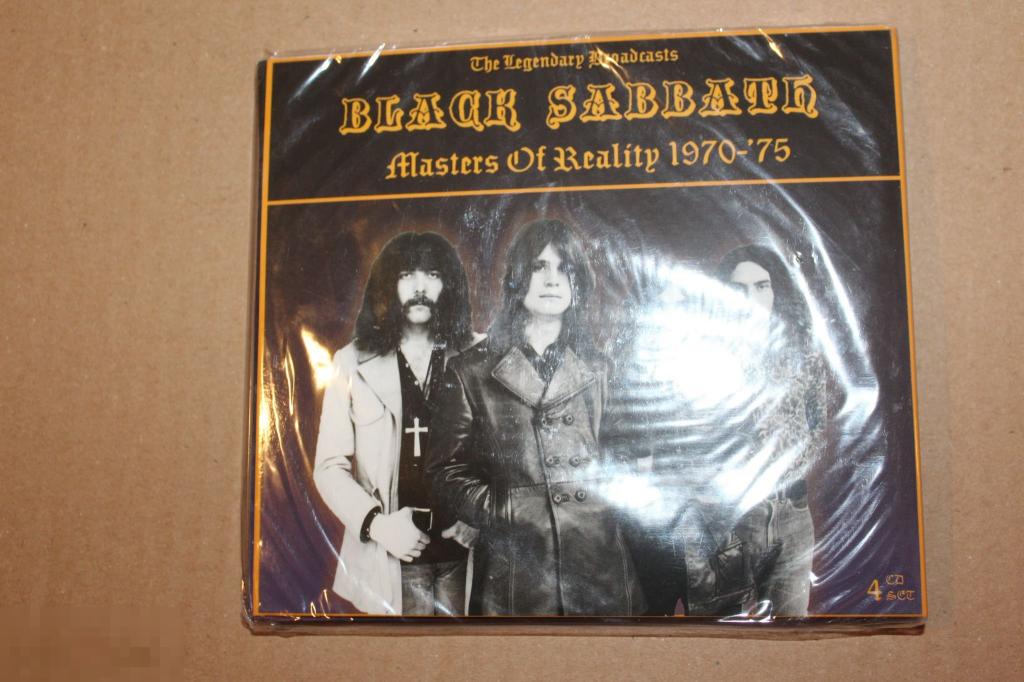 The Legendary Broadcasts
BLACK SABBATH
Masters Of Reality 1970-'75
4 CD
SET